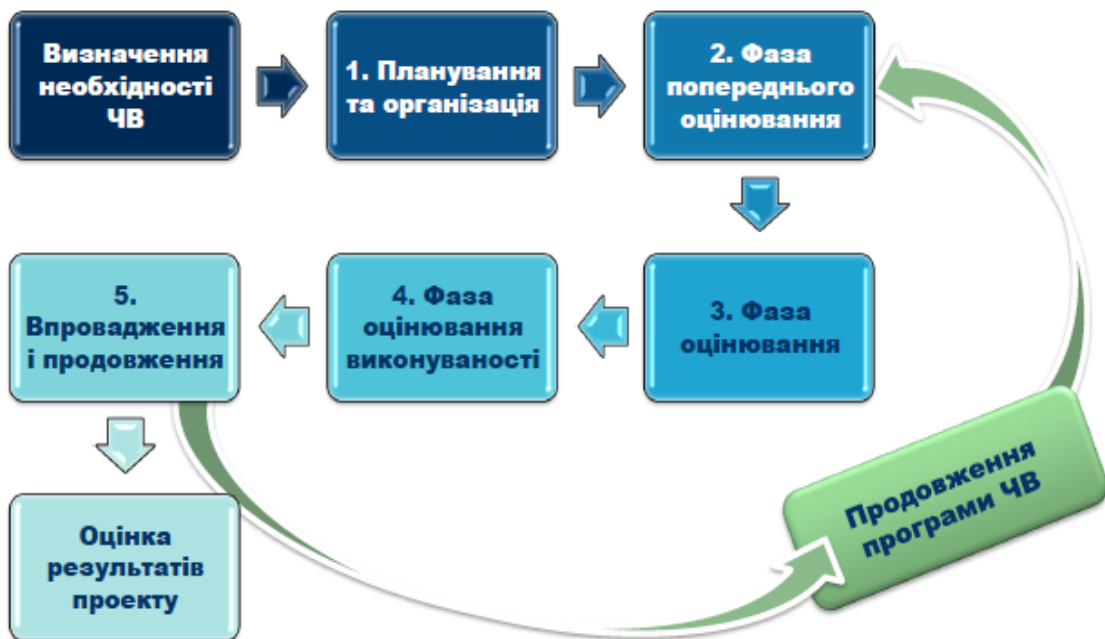 Визначення
необхідності
ЧВ
1. Планування
та організація
2. Фаза
попереднього
оцінювання
3. Фаза
оцінювання
4. Фаза
оцінювання
виконуваності
5.
Впровадження
і продовження
Оцінка
результатів
проекту
Продовження
програми ЧВ